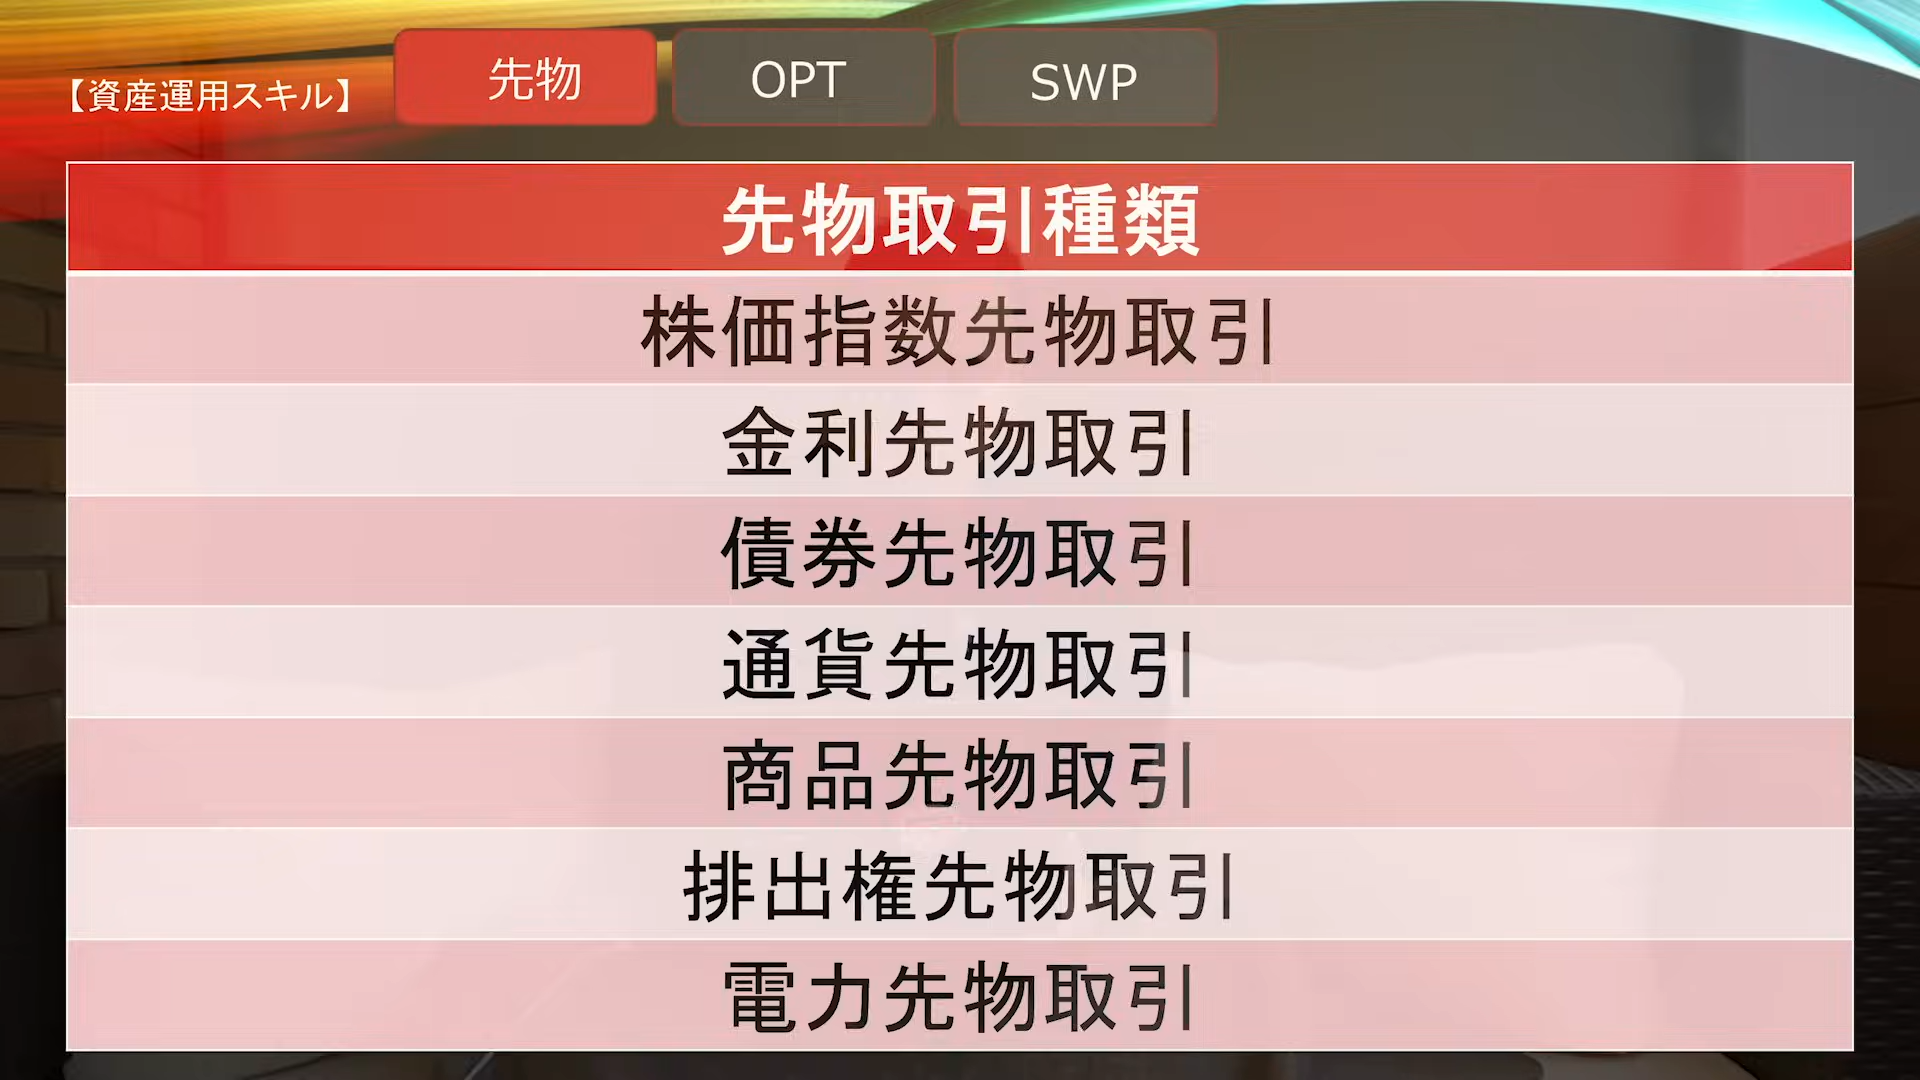 【資産運用スキル】
先物
OPT
SWP
先物取引種類
株価指数先物取引
金利先物取引
債券先物取引
通貨先物取引
商品先物取引
排出権先物取引
電力先物取引